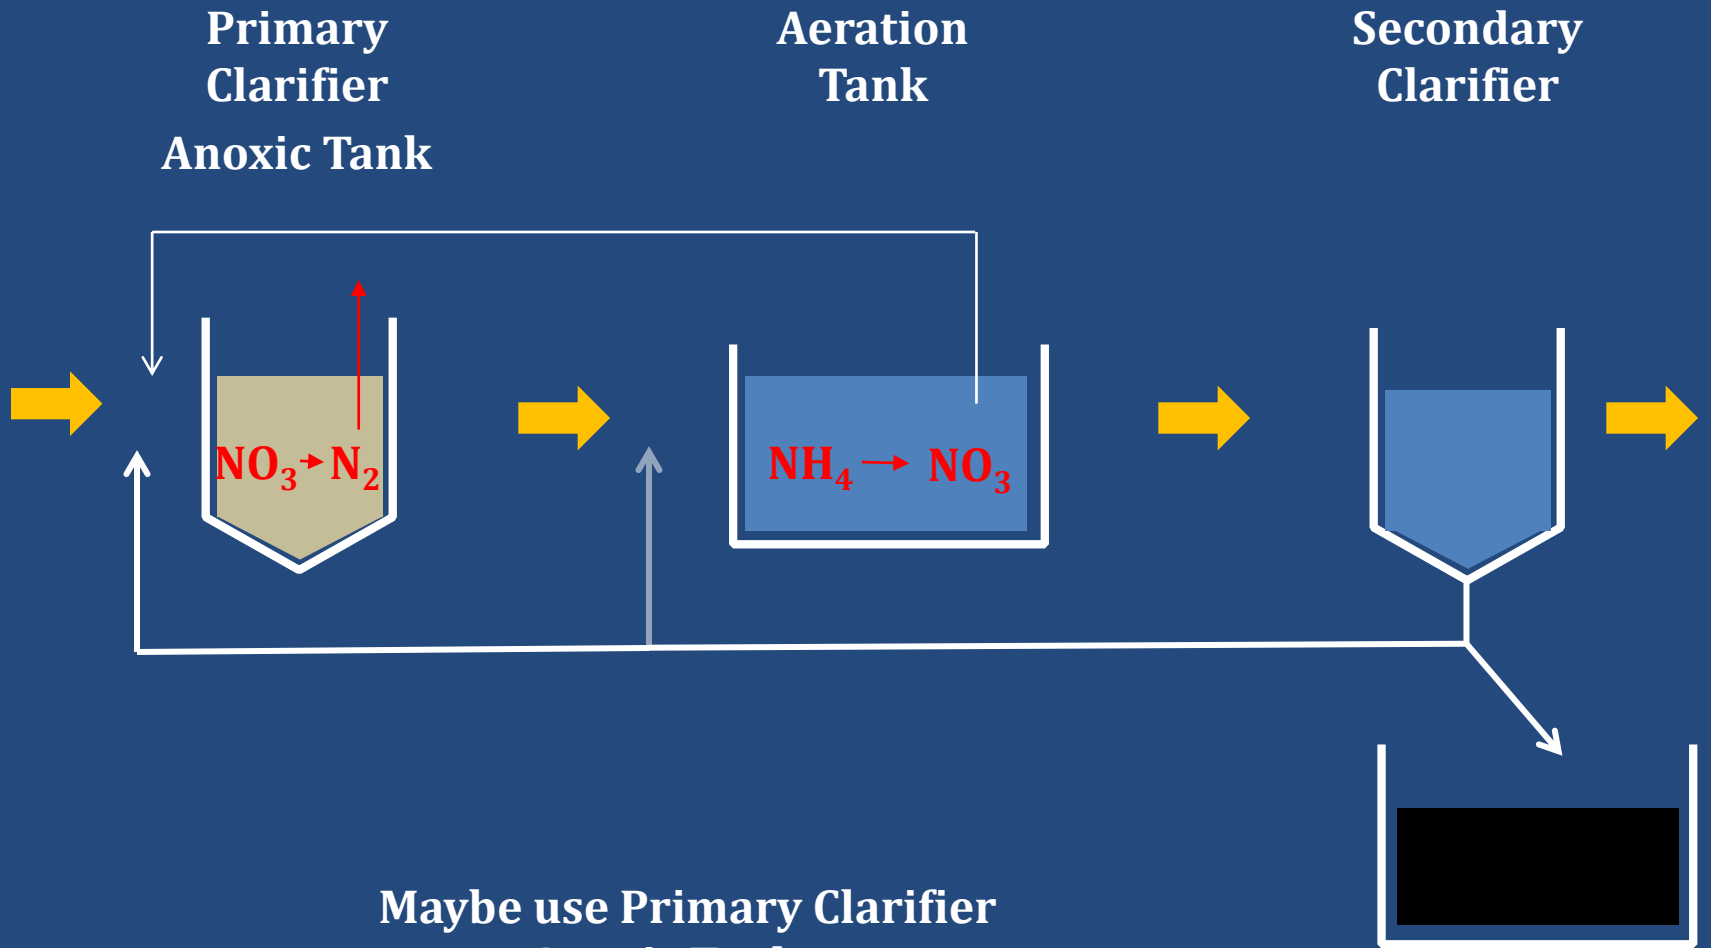 Primary
Clarifier
Anoxic Tank
Aeration
Tank
Secondary
Clarifier
NO₃ → N₂
NH₄ → NO₃
Maybe use Primary Clarifier